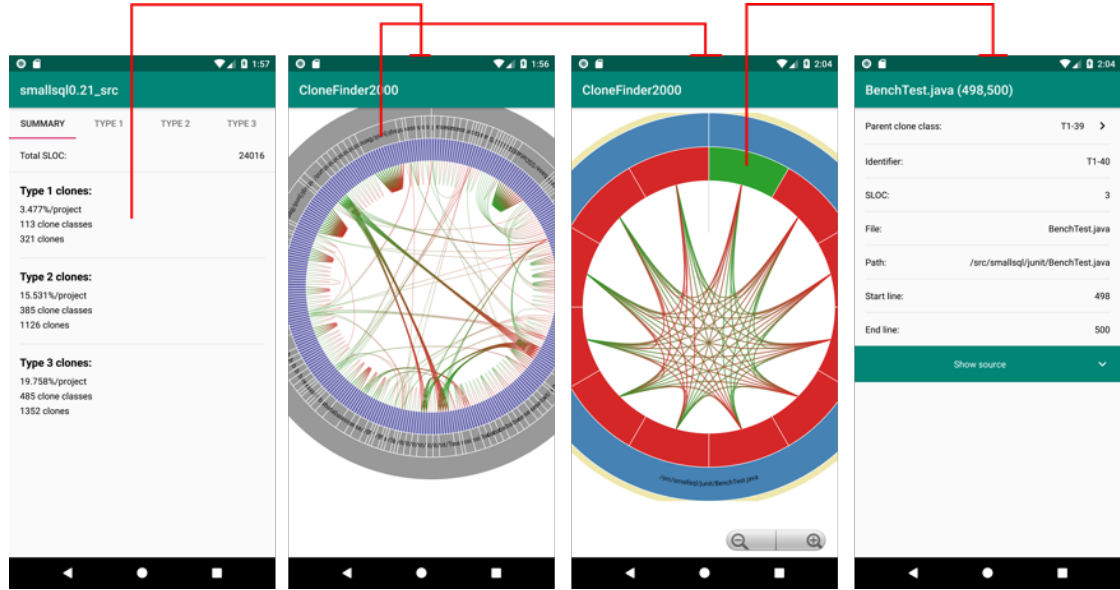 1:57
smallsql0.21_src
SUMMARY TYPE 1 TYPE 2 TYPE 3
Total SLOC: 24016
Type 1 clones:
3.477%/project
113 clone classes
321 clones
Type 2 clones:
15.531%/project
385 clone classes
1126 clones
Type 3 clones:
19.758%/project
485 clone classes
1352 clones
1:56
CloneFinder2000
2:04
CloneFinder2000
/src/smallsql/junit/BenchTest.java
2:04
BenchTest.java (498,500)
Parent clone class: T1-39
Identifier: T1-40
SLOC: 3
File: BenchTest.java
Path: /src/smallsql/junit/BenchTest.java
Start line: 498
End line: 500
Show source